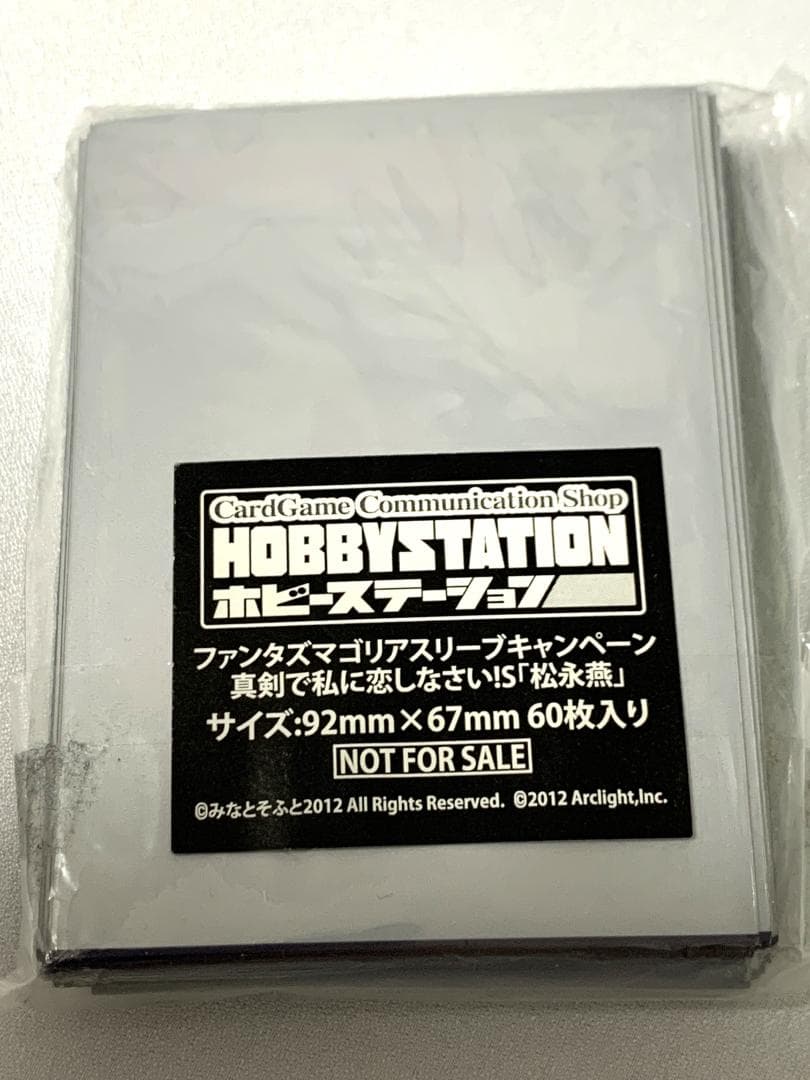 CardGame Communication Shop
HOBBYSTATION
ホビーステーション
ファンタズマゴリアスリーブキャンペーン
真剣で私に恋しなさい!S「松永燕」
サイズ:92mm×67mm 60枚入り
NOT FOR SALE
©みなとそふと2012 All Rights Reserved. ©2012 Arclight,Inc.